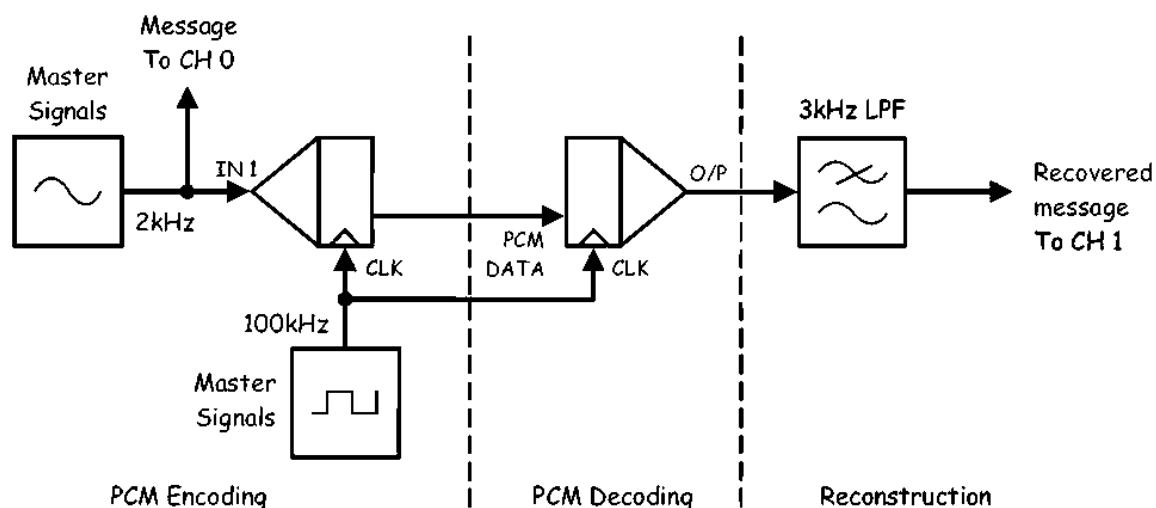 Message
To CH 0
Master
Signals
2kHz
IN 1
CLK
100kHz
Master
Signals
PCM
DATA
CLK
O/P
3kHz LPF
Recovered
message
To CH 1
PCM Encoding
PCM Decoding
Reconstruction